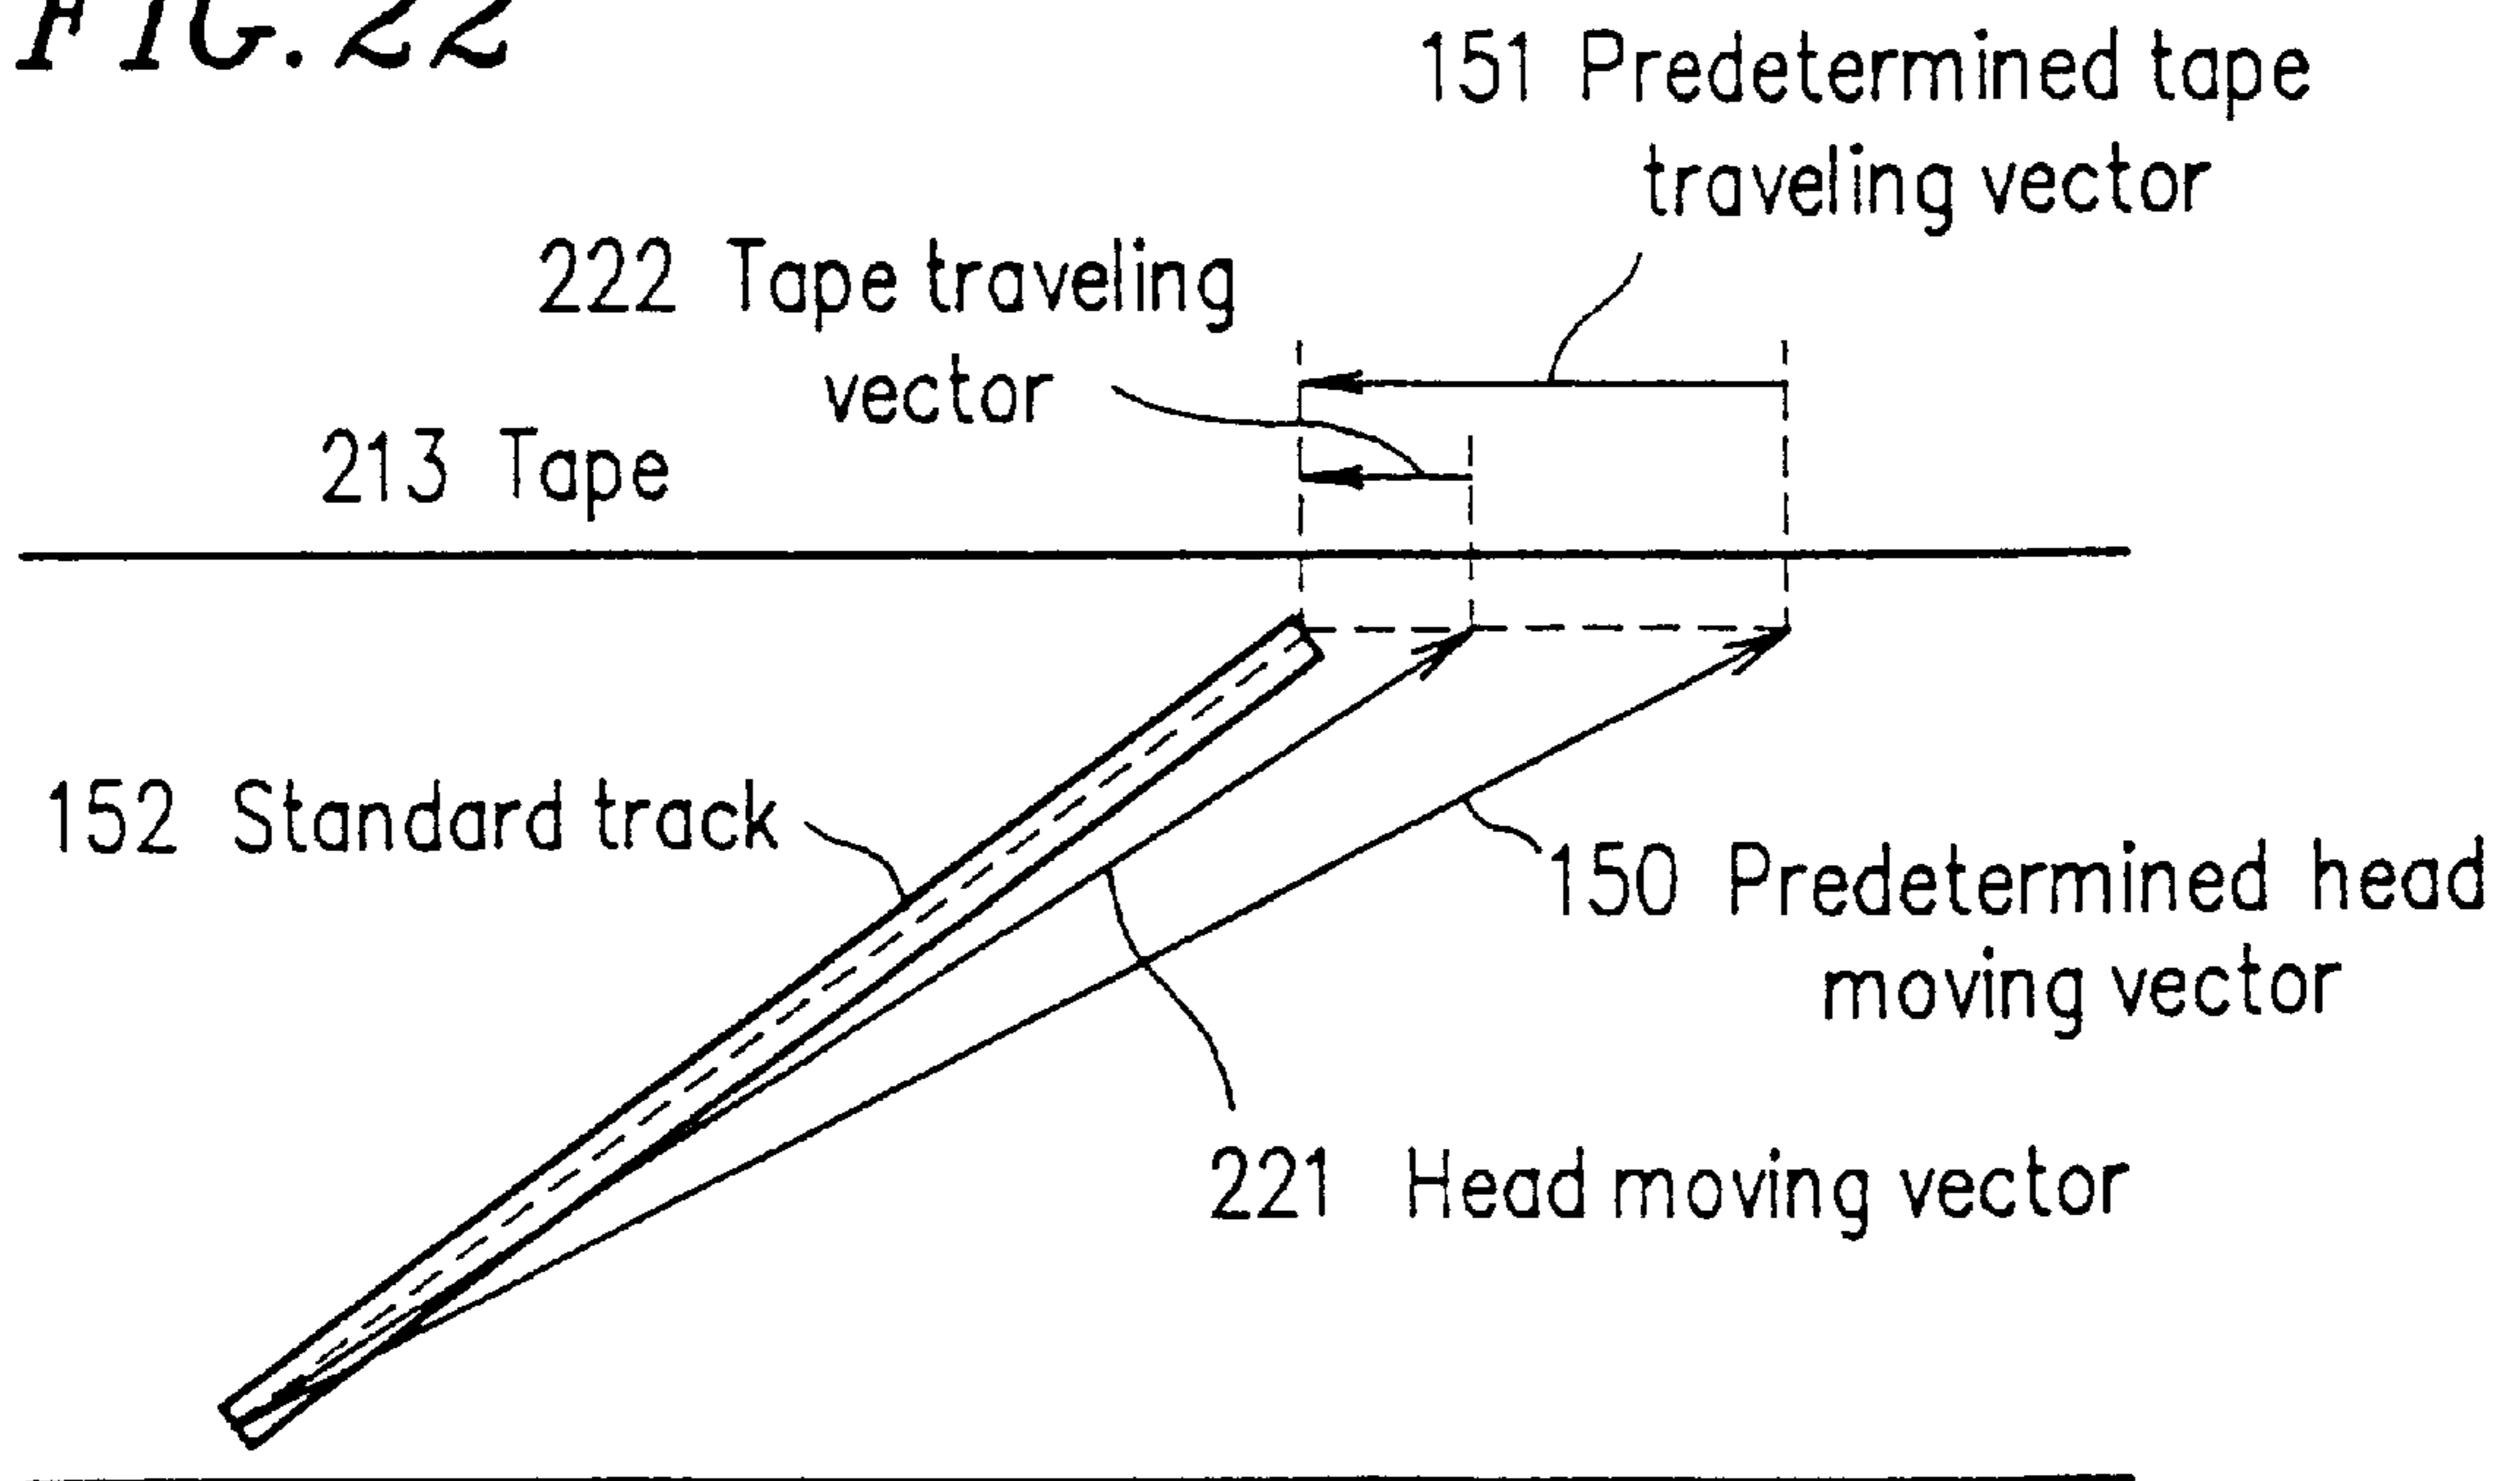 FIG.22
151 Predetermined tape
traveling vector
222 Tape traveling
vector
213 Tape
152 Standard track
150 Predetermined head
moving vector
221 Head moving vector